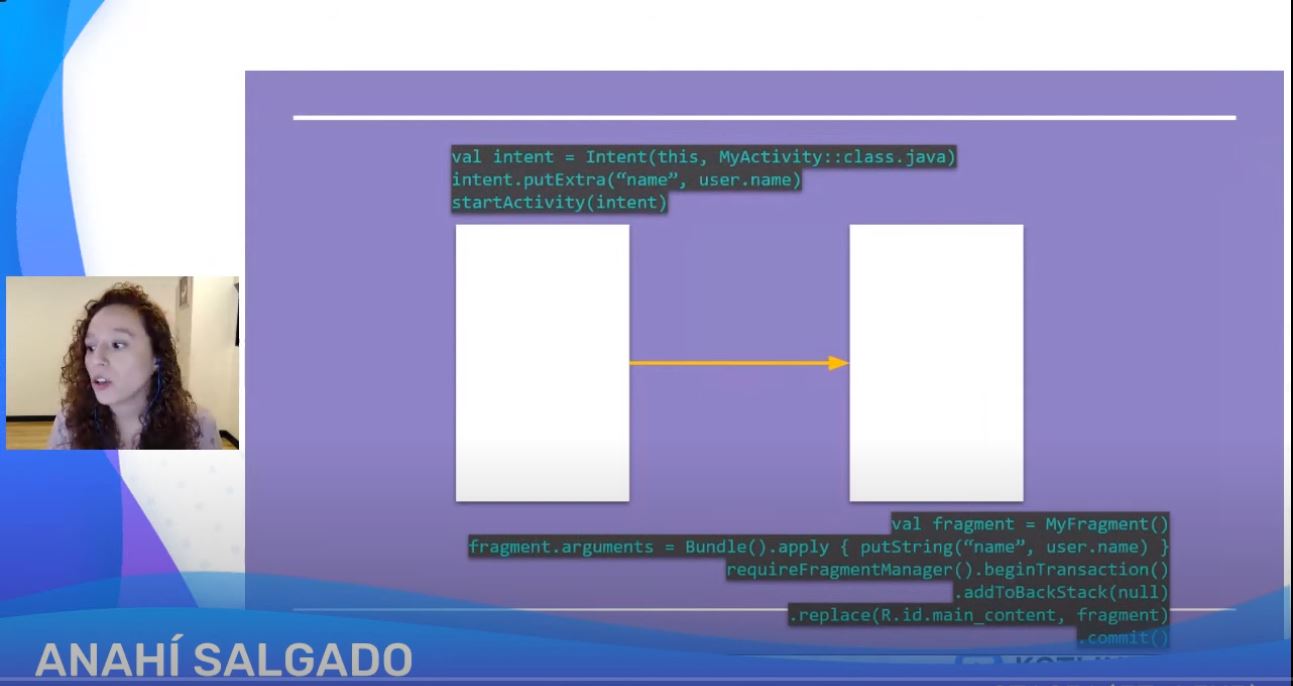 val intent = Intent(this, MyActivity::class.java)
intent.putExtra(“name”, user.name)
startActivity(intent)
val fragment = MyFragment()
fragment.arguments = Bundle().apply { putString(“name”, user.name) }
requireFragmentManager().beginTransaction()
.addToBackStack(null)
.replace(R.id.main_content, fragment)
.commit()
ANAHÍ SALGADO